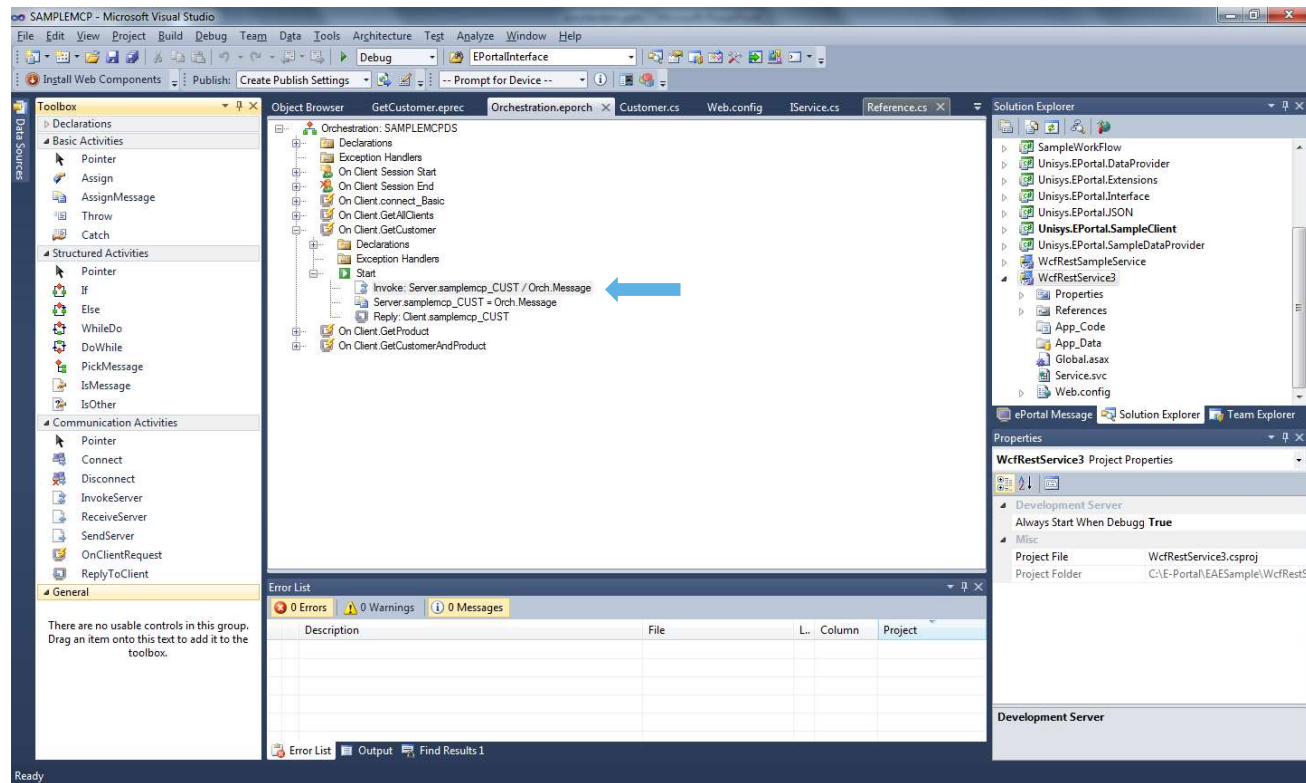 SAMPLEMCP - Microsoft Visual Studio
File Edit View Project Build Debug Team Data Tools Architecture Test Analyze Window Help
Debug EPortalInterface
Install Web Components Publish: Create Publish Settings -- Prompt for Device --
Data Sources
Toolbox
Declarations
Basic Activities
Pointer
Assign
AssignMessage
Throw
Catch
Structured Activities
Pointer
If
Else
WhileDo
DoWhile
PickMessage
IsMessage
IsOther
Communication Activities
Pointer
Connect
Disconnect
InvokeServer
ReceiveServer
SendServer
OnClientRequest
ReplyToClient
General
There are no usable controls in this group.
Drag an item onto this text to add it to the
toolbox.
Object Browser GetCustomer.eprec Orchestration.eporch Customer.cs Web.config IService.cs Reference.cs
Orchestration: SAMPLEMCPDS
Declarations
Exception Handlers
On Client Session Start
On Client Session End
On Client.connect_Basic
On Client.GetAllClients
On Client.GetCustomer
Declarations
Exception Handlers
Start
Invoke: Server.samplemcp_CUST / Orch.Message
Server.samplemcp_CUST = Orch.Message
Reply: Client.samplemcp_CUST
On Client.GetProduct
On Client.GetCustomerAndProduct
Error List
0 Errors 0 Warnings 0 Messages
Description File L.. Column Project
Error List Output Find Results 1
Solution Explorer
SampleWorkFlow
Unisys.EPortal.DataProvider
Unisys.EPortal.Extensions
Unisys.EPortal.Interface
Unisys.EPortal.JSON
Unisys.EPortal.SampleClient
Unisys.EPortal.SampleDataProvider
WcfRestSampleService
WcfRestService3
Properties
References
App_Code
App_Data
Global.asax
Service.svc
Web.config
ePortal Message Solution Explorer Team Explorer
Properties
WcfRestService3 Project Properties
Development Server
Always Start When Debugg True
Misc
Project File WcfRestService3.csproj
Project Folder C:\E-Portal\EAESample\WcfRestS
Development Server
Ready